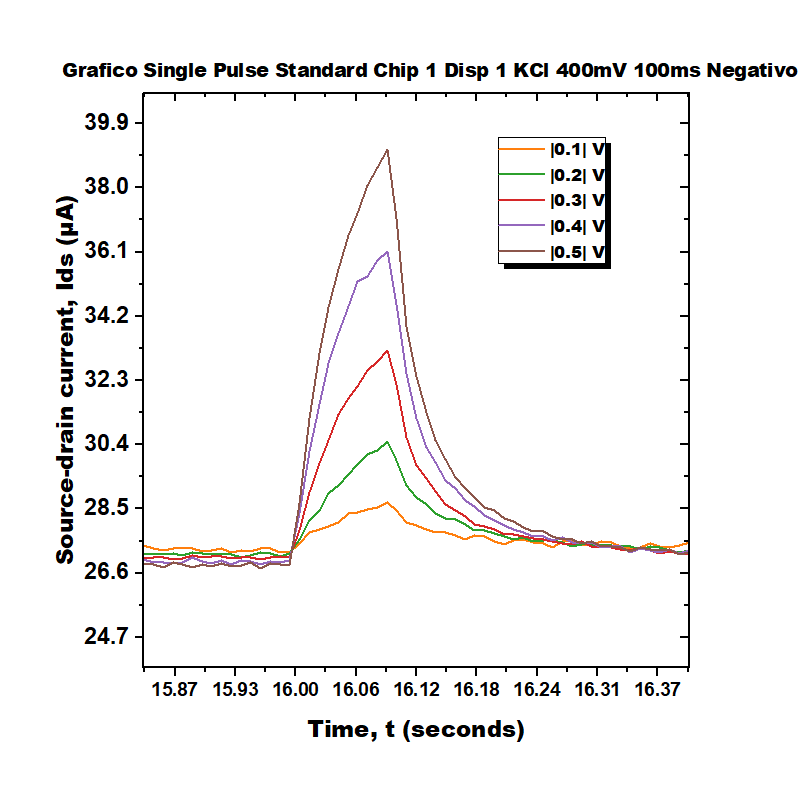 Grafico Single Pulse Standard Chip 1 Disp 1 KCl 400mV 100ms Negativo
39.9
38.0
36.1
34.2
32.3
30.4
28.5
26.6
24.7
Source-drain current, Ids (µA)
|0.1| V
|0.2| V
|0.3| V
|0.4| V
|0.5| V
15.87 15.93 16.00 16.06 16.12 16.18 16.24 16.31 16.37
Time, t (seconds)